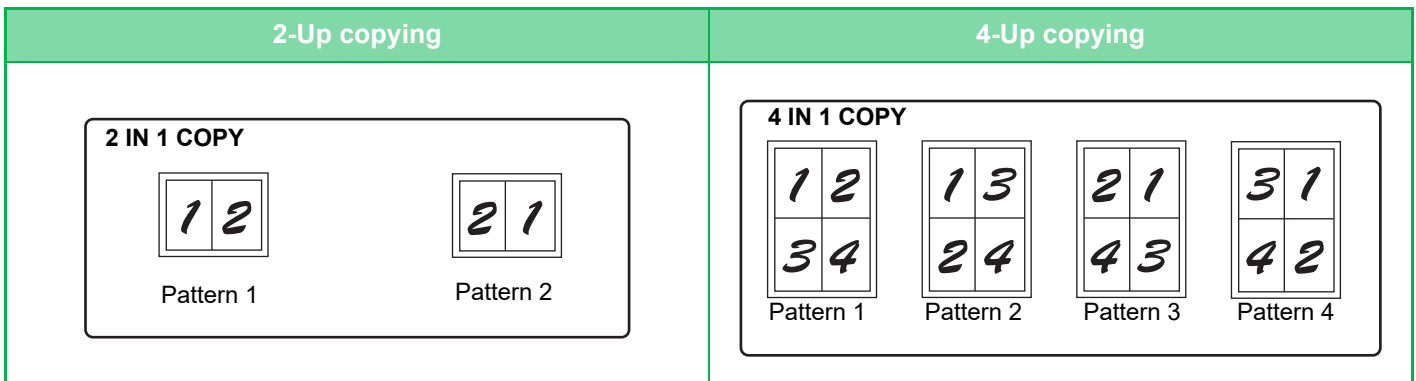 2-Up copying
4-Up copying
2 IN 1 COPY
1 2
2 1
Pattern 1
Pattern 2
4 IN 1 COPY
1 2
3 4
1 3
2 4
2 1
4 3
3 1
4 2
Pattern 1
Pattern 2
Pattern 3
Pattern 4